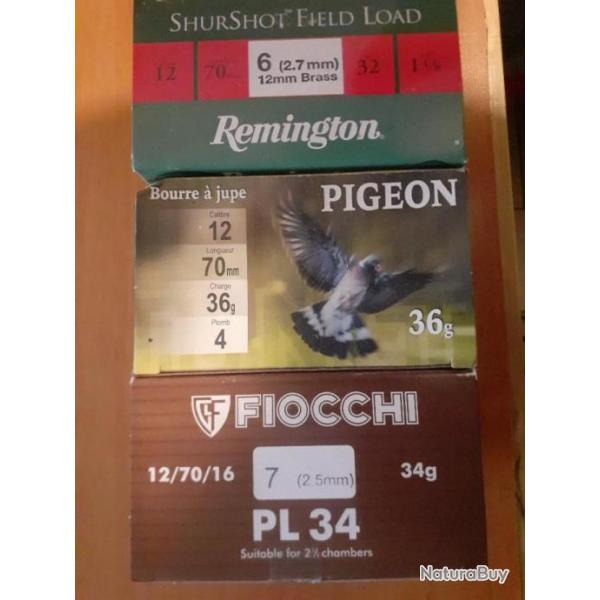 SHURSHOT™ FIELD LOAD
12 70 6 (2.7mm) 32
12mm Brass
Remington
Bourre à jupe PIGEON
Calibre
12
Longueur
70mm
Charge
36g
36g
Plomb
4
FIOCCHI
12/70/16 7 (2.5mm) 34g
PL 34
Suitable for 2¾ chambers
NaturaBuy